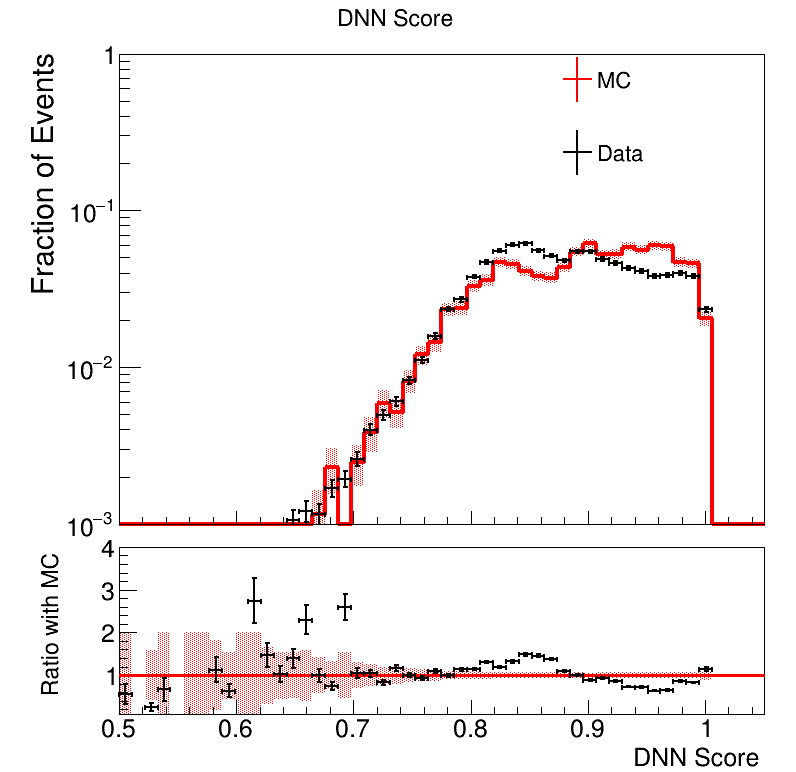 DNN Score
Fraction of Events
1
10⁻¹
10⁻²
10⁻³
MC
Data
Ratio with MC
4
3
2
1
0.5 0.6 0.7 0.8 0.9 1
DNN Score